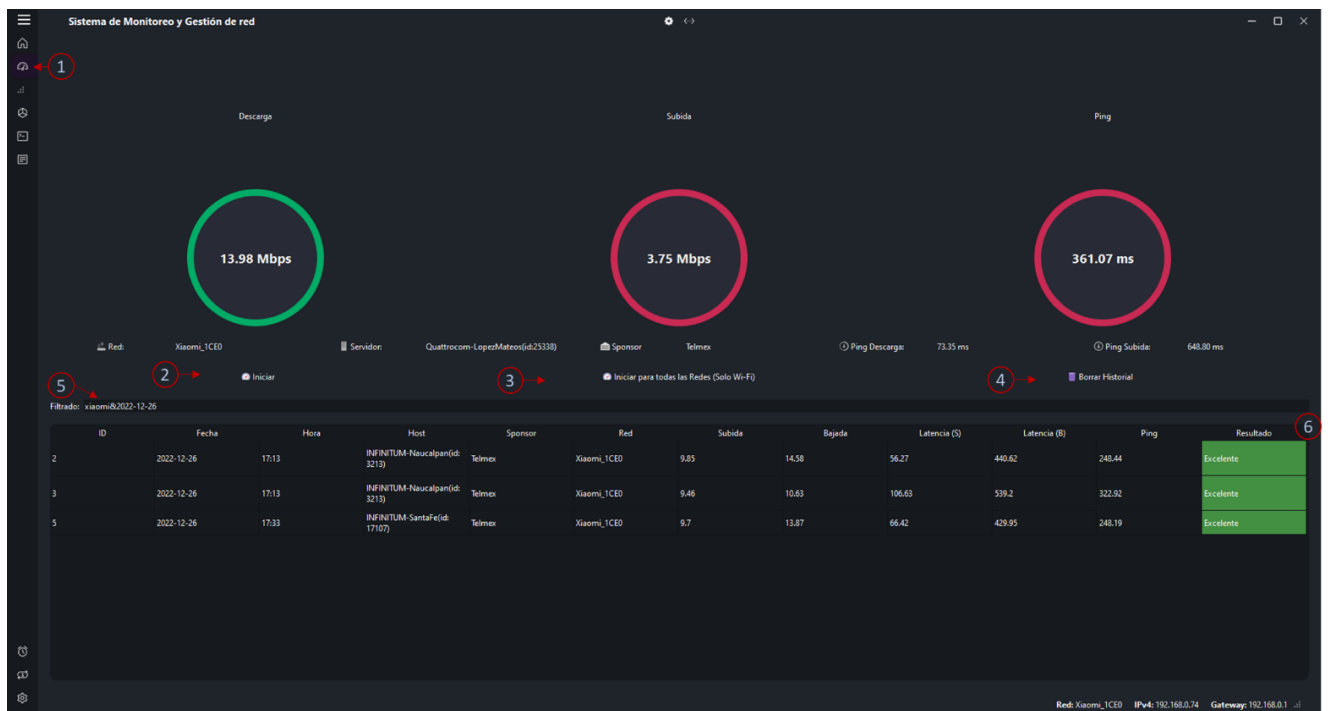 Sistema de Monitoreo y Gestión de red
1
Descarga Subida Ping
13.98 Mbps 3.75 Mbps 361.07 ms
Red: Xiaomi_1CE0 Servidor: Quattrocom-LopezMateos(id:25338) Sponsor Telmex Ping Descarga: 73.35 ms Ping Subida: 648.80 ms
2 Iniciar 3 Iniciar para todas las Redes (Solo Wi-Fi) 4 Borrar Historial
5
Filtrado: xiaomi&2022-12-26
6
ID Fecha Hora Host Sponsor Red Subida Bajada Latencia (S) Latencia (B) Ping Resultado
2 2022-12-26 17:13 INFINITUM-Naucalpan(id: 3213) Telmex Xiaomi_1CE0 9.85 14.58 56.27 440.62 248.44 Excelente
3 2022-12-26 17:13 INFINITUM-Naucalpan(id: 3213) Telmex Xiaomi_1CE0 9.46 10.63 106.63 539.2 322.92 Excelente
5 2022-12-26 17:33 INFINITUM-SantaFe(id: 17107) Telmex Xiaomi_1CE0 9.7 13.87 66.42 429.95 248.19 Excelente
Red: Xiaomi_1CE0 IPv4: 192.168.0.74 Gateway: 192.168.0.1